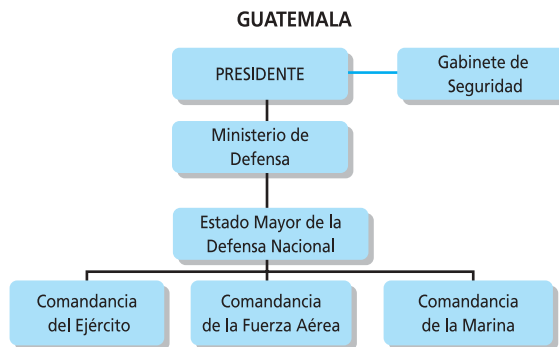 GUATEMALA
PRESIDENTE
Gabinete de
Seguridad
Ministerio de
Defensa
Estado Mayor de la
Defensa Nacional
Comandancia
del Ejército
Comandancia
de la Fuerza Aérea
Comandancia
de la Marina